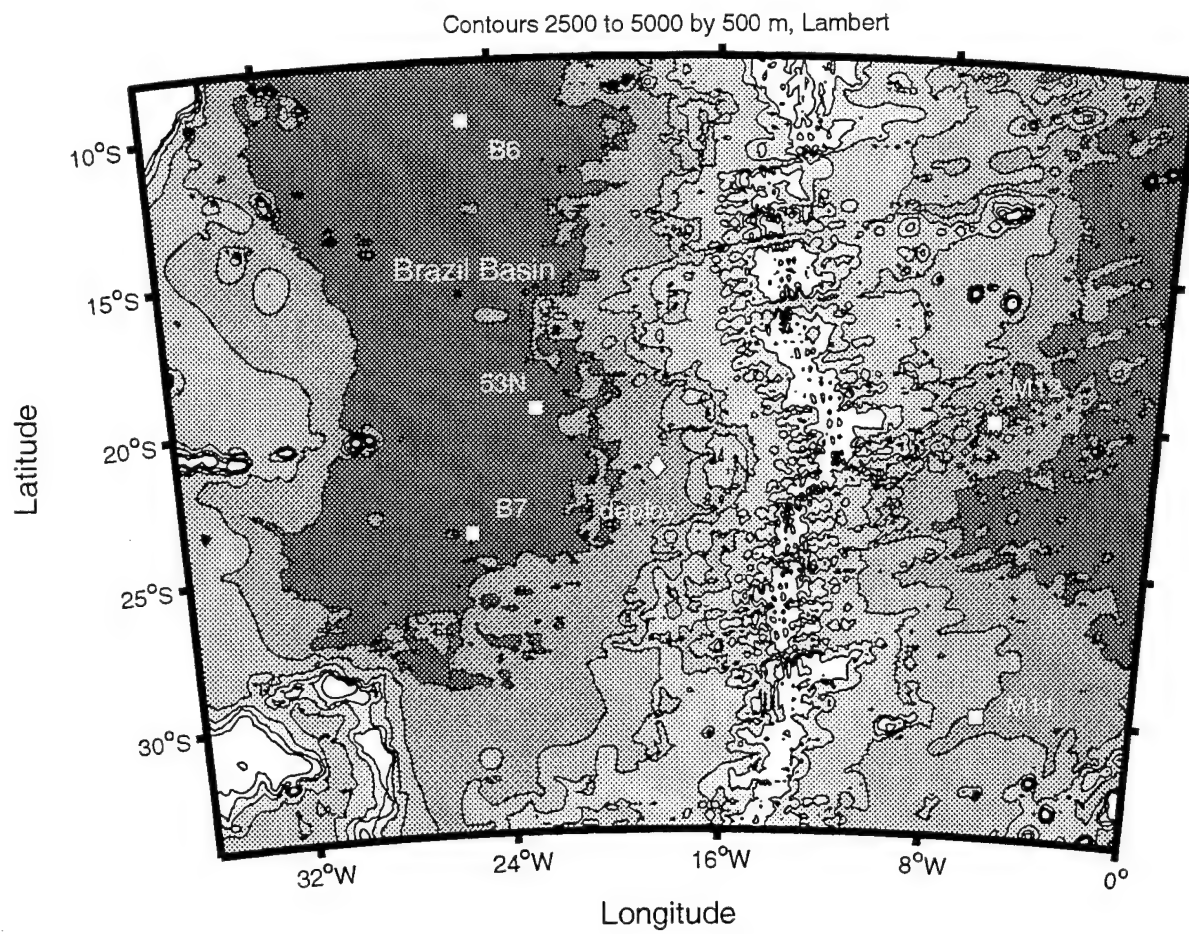 Contours 2500 to 5000 by 500 m, Lambert
10°S
B6
Brazil Basin
15°S
53N
M12
20°S
B7
deploy
25°S
M11
30°S
32°W
24°W
16°W
8°W
0°
Latitude
Longitude